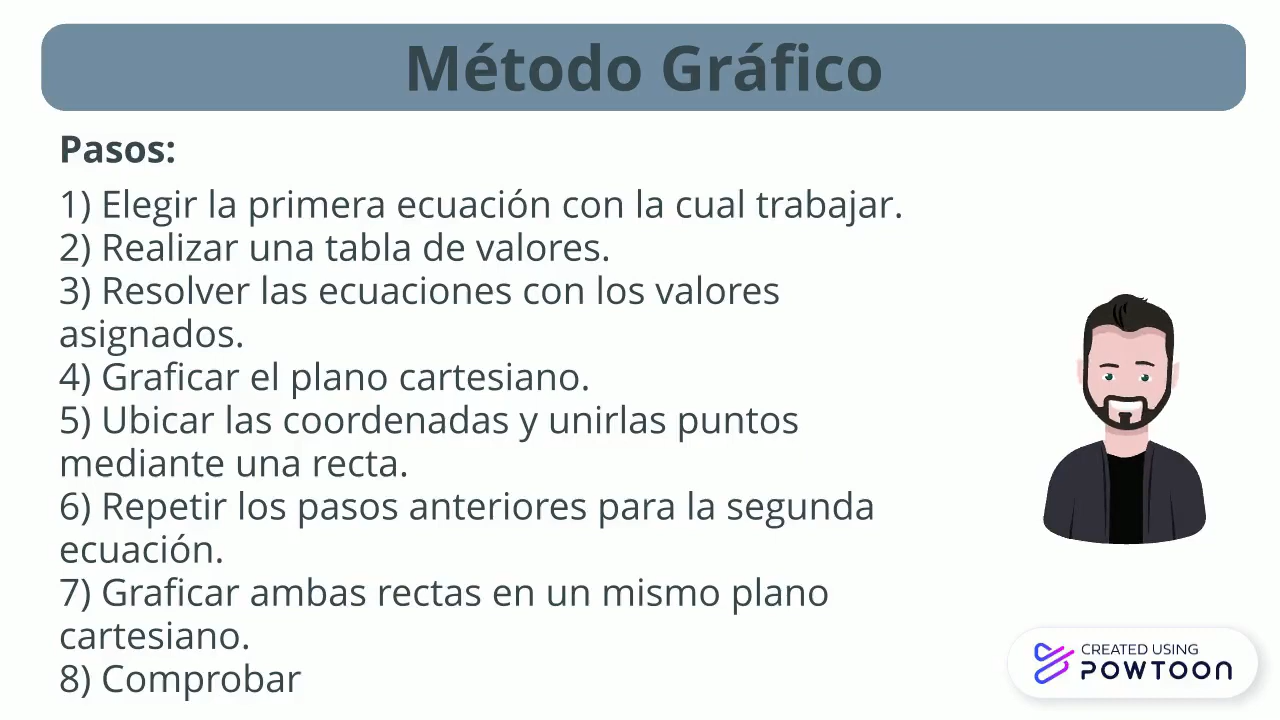 Método Gráfico
Pasos:
1) Elegir la primera ecuación con la cual trabajar.
2) Realizar una tabla de valores.
3) Resolver las ecuaciones con los valores
asignados.
4) Graficar el plano cartesiano.
5) Ubicar las coordenadas y unirlas puntos
mediante una recta.
6) Repetir los pasos anteriores para la segunda
ecuación.
7) Graficar ambas rectas en un mismo plano
cartesiano.
8) Comprobar
CREATED USING
POWTOON